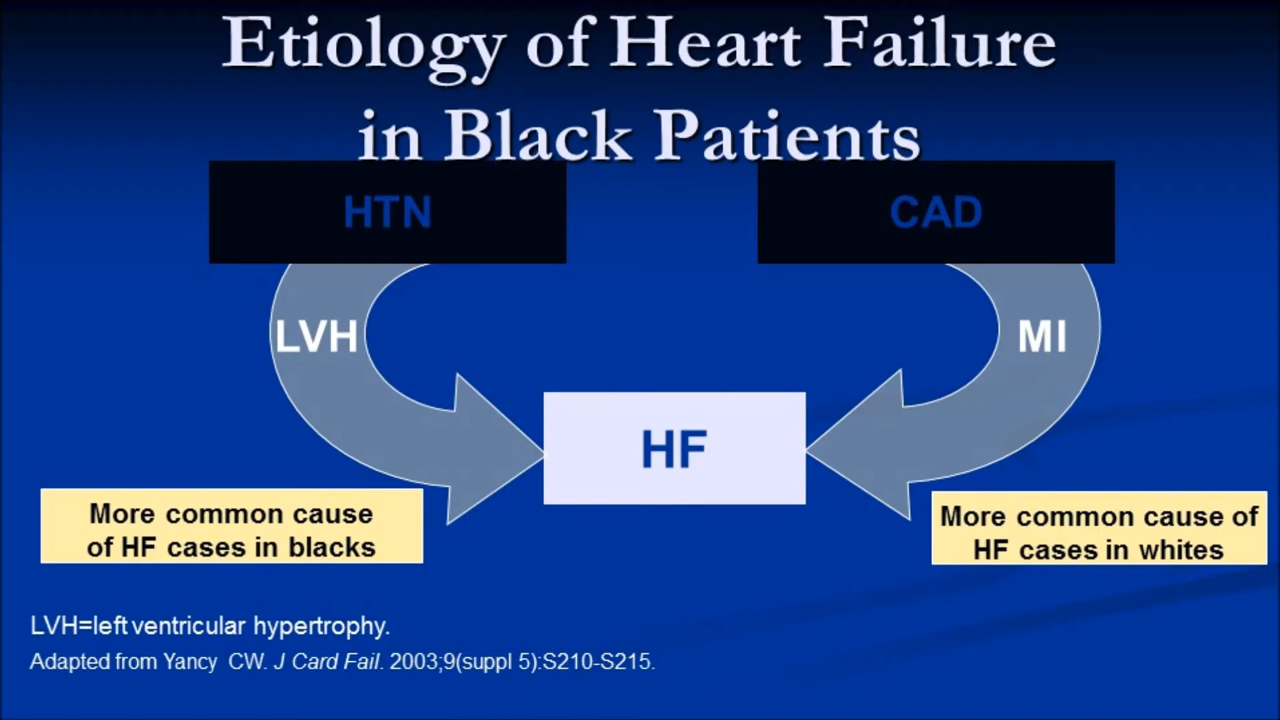 Etiology of Heart Failure
in Black Patients
HTN
CAD
LVH
MI
HF
More common cause
of HF cases in blacks
More common cause of
HF cases in whites
LVH=left ventricular hypertrophy.
Adapted from Yancy CW. J Card Fail. 2003;9(suppl 5):S210-S215.